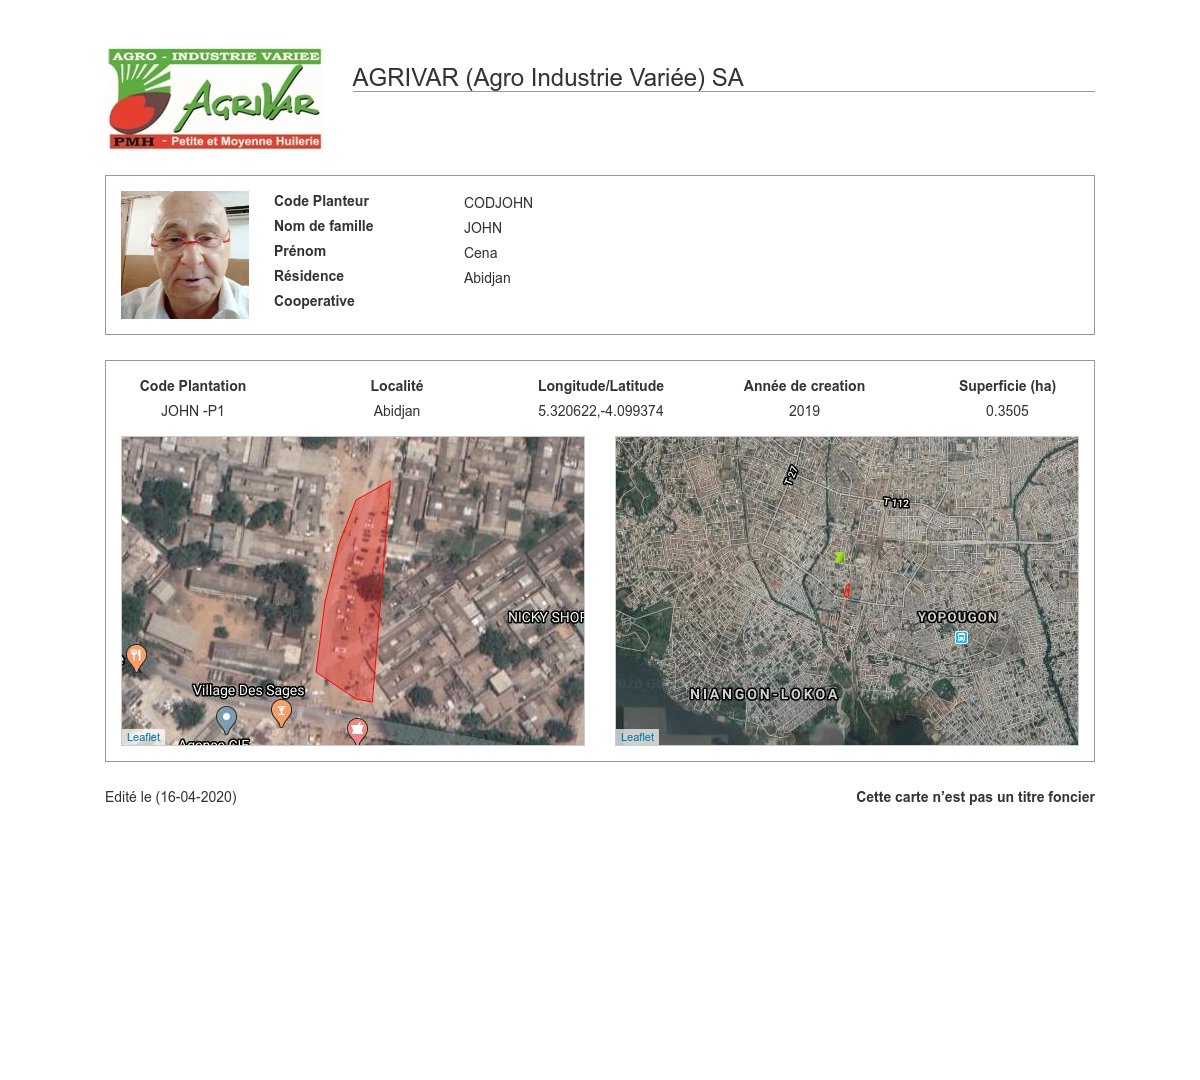 AGRO - INDUSTRIE VARIEE
AGRIVAR
PMH - Petite et Moyenne Huilerie
AGRIVAR (Agro Industrie Variée) SA
Code Planteur CODJOHN
Nom de famille JOHN
Prénom Cena
Résidence Abidjan
Cooperative
Code Plantation Localité Longitude/Latitude Année de creation Superficie (ha)
JOHN -P1 Abidjan 5.320622,-4.099374 2019 0.3505
NICKY SHOP
Village Des Sages
Agence CIE
Leaflet
T 27
T 112
YOPOUGON
NIANGON-LOKOA
Leaflet
Edité le (16-04-2020)
Cette carte n’est pas un titre foncier